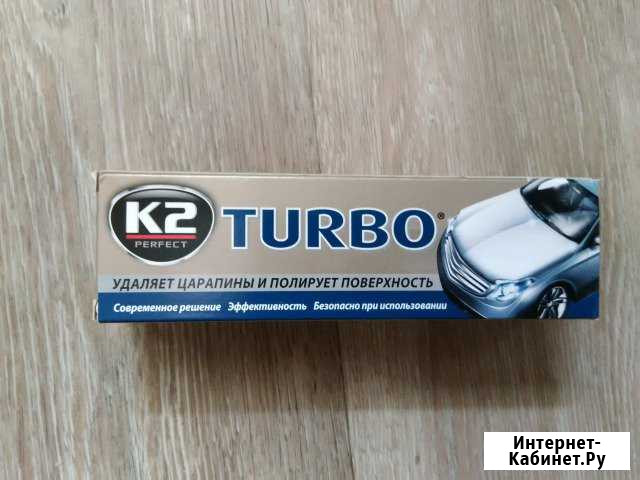 K2
PERFECT
TURBO®
УДАЛЯЕТ ЦАРАПИНЫ И ПОЛИРУЕТ ПОВЕРХНОСТЬ
Современное решение Эффективность Безопасно при использовании
Интернет-
Кабинет.Ру